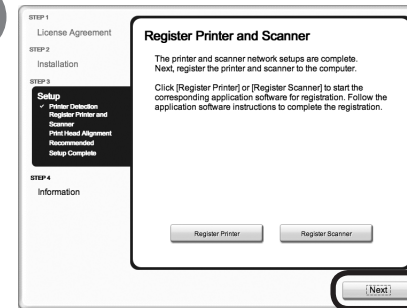 STEP 1
License Agreement
STEP 2
Installation
STEP 3
Setup
✓ Printer Detection
Register Printer and
Scanner
Print Head Alignment
Recommended
Setup Complete
STEP 4
Information
Register Printer and Scanner
The printer and scanner network setups are complete.
Next, register the printer and scanner to the computer.
Click [Register Printer] or [Register Scanner] to start the
corresponding application software for registration. Follow the
application software instructions to complete the registration.
Register Printer
Register Scanner
Next